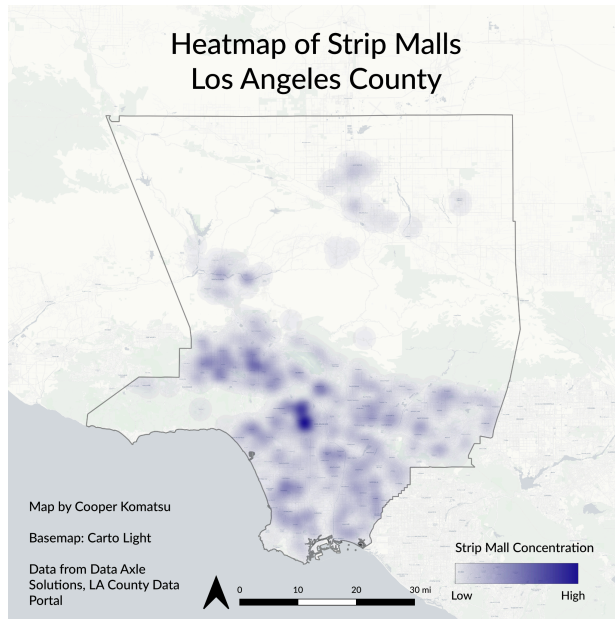 Heatmap of Strip Malls
Los Angeles County
Map by Cooper Komatsu
Basemap: Carto Light
Data from Data Axle
Solutions, LA County Data
Portal
0 10 20 30 mi
Strip Mall Concentration
Low High